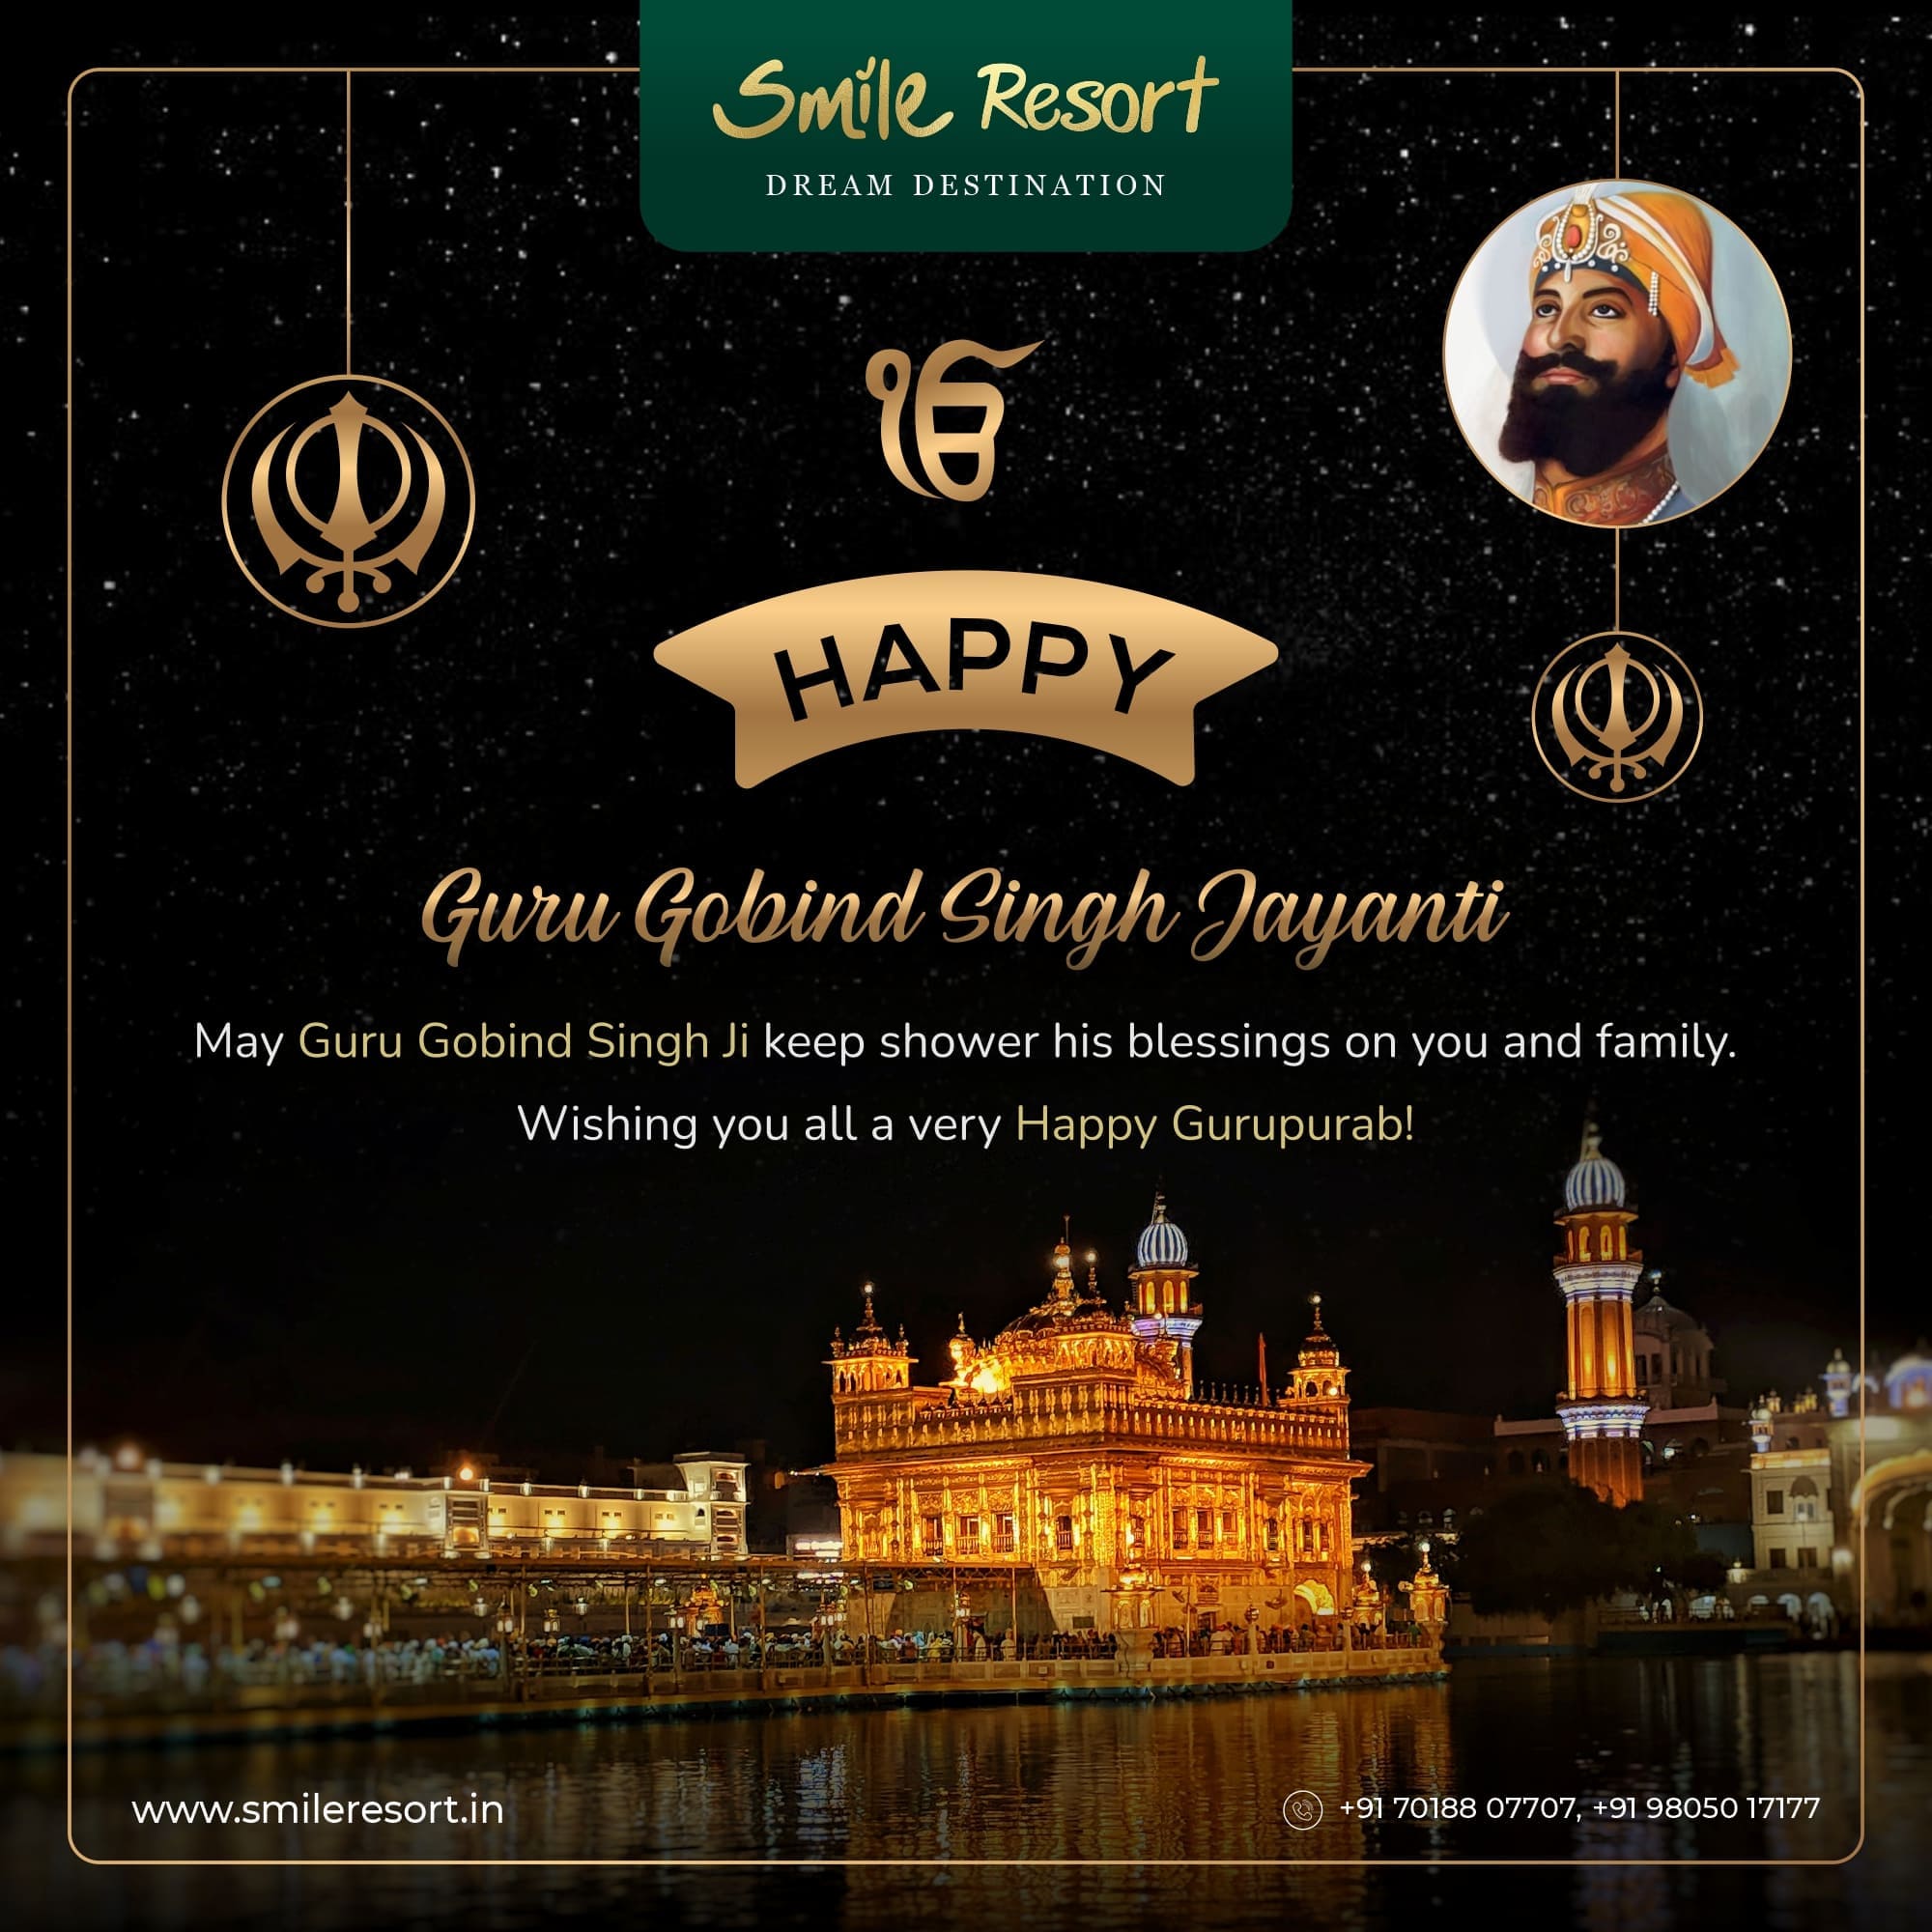 Smile Resort
DREAM DESTINATION
ੴ
HAPPY
Guru Gobind Singh Jayanti
May Guru Gobind Singh Ji keep shower his blessings on you and family.
Wishing you all a very Happy Gurupurab!
www.smileresort.in
+91 70188 07707, +91 98050 17177